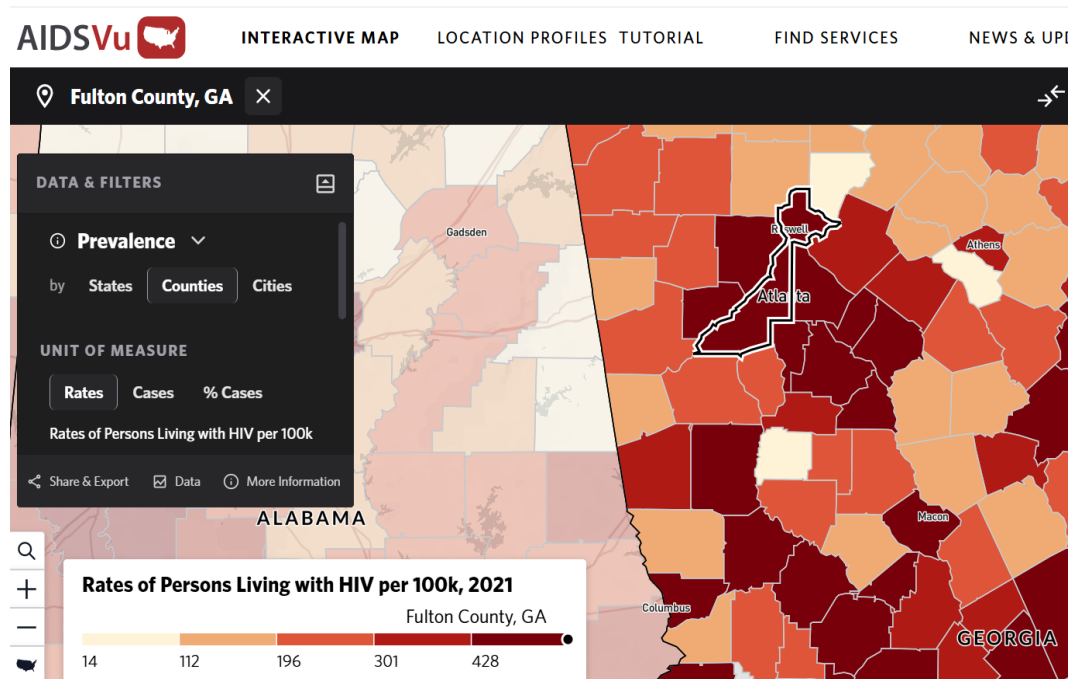 AIDSVu
INTERACTIVE MAP LOCATION PROFILES TUTORIAL FIND SERVICES NEWS & UPD
Fulton County, GA
DATA & FILTERS
Prevalence
by States Counties Cities
UNIT OF MEASURE
Rates Cases % Cases
Rates of Persons Living with HIV per 100k
Share & Export Data More Information
Gadsden
Roswell
Athens
Atlanta
Macon
ALABAMA
Columbus
GEORGIA
Rates of Persons Living with HIV per 100k, 2021
Fulton County, GA
14 112 196 301 428